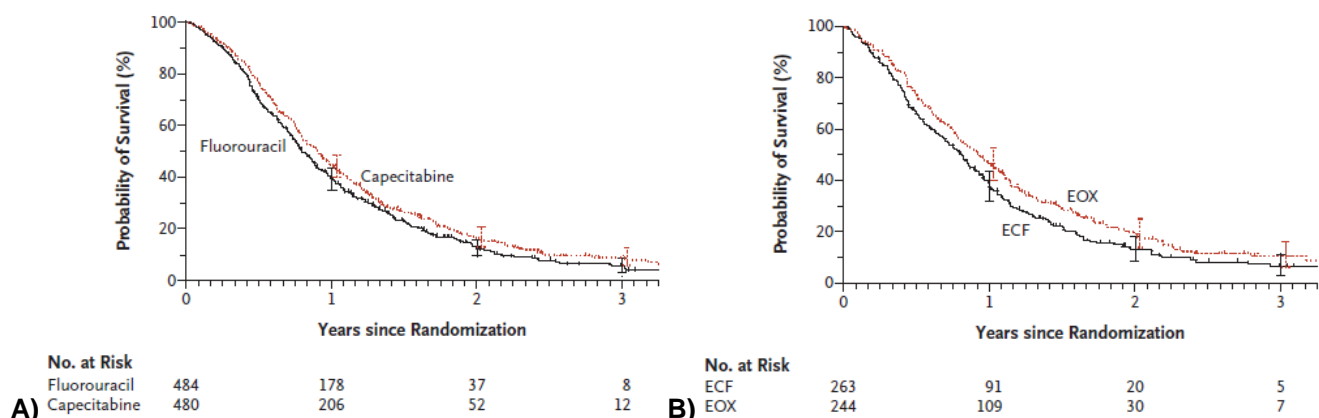 100
80
60
40
20
0
Probability of Survival (%)
Fluorouracil
Capecitabine
0 1 2 3
Years since Randomization
No. at Risk
Fluorouracil 484 178 37 8
Capecitabine 480 206 52 12
A)
100
80
60
40
20
0
Probability of Survival (%)
EOX
ECF
0 1 2 3
Years since Randomization
No. at Risk
ECF 263 91 20 5
EOX 244 109 30 7
B)